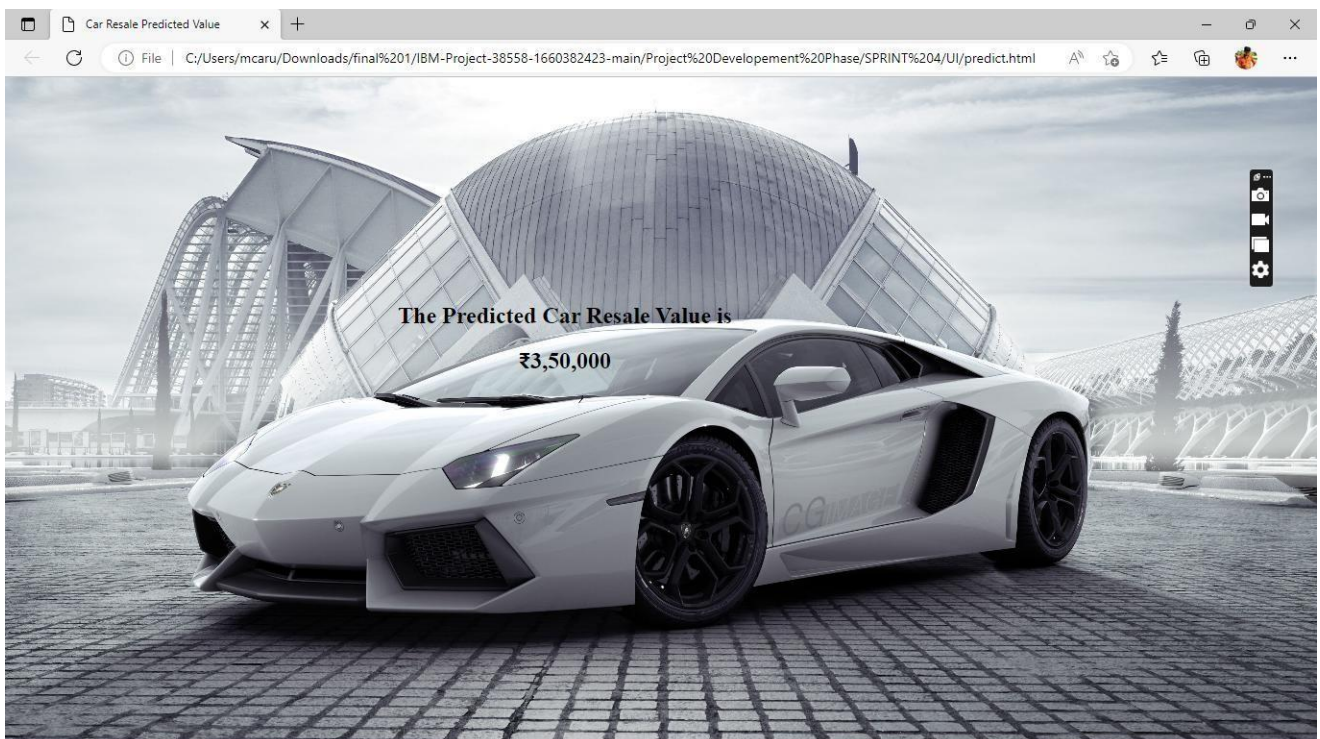 Car Resale Predicted Value
File
C:/Users/mcaru/Downloads/final%201/IBM-Project-38558-1660382423-main/Project%20Developement%20Phase/SPRINT%204/UI/predict.html
The Predicted Car Resale Value is
₹3,50,000